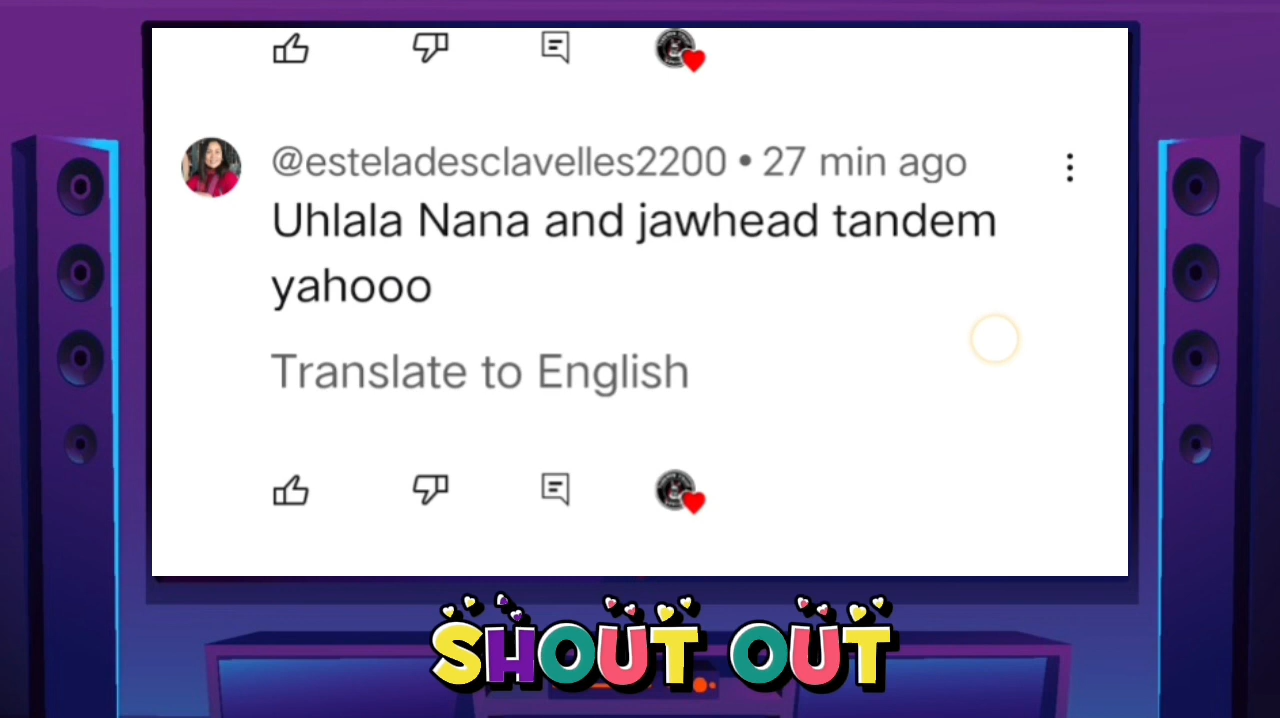 @esteladesclavelles2200 • 27 min ago
Uhlala Nana and jawhead tandem
yahooo
Translate to English
SHOUT OUT